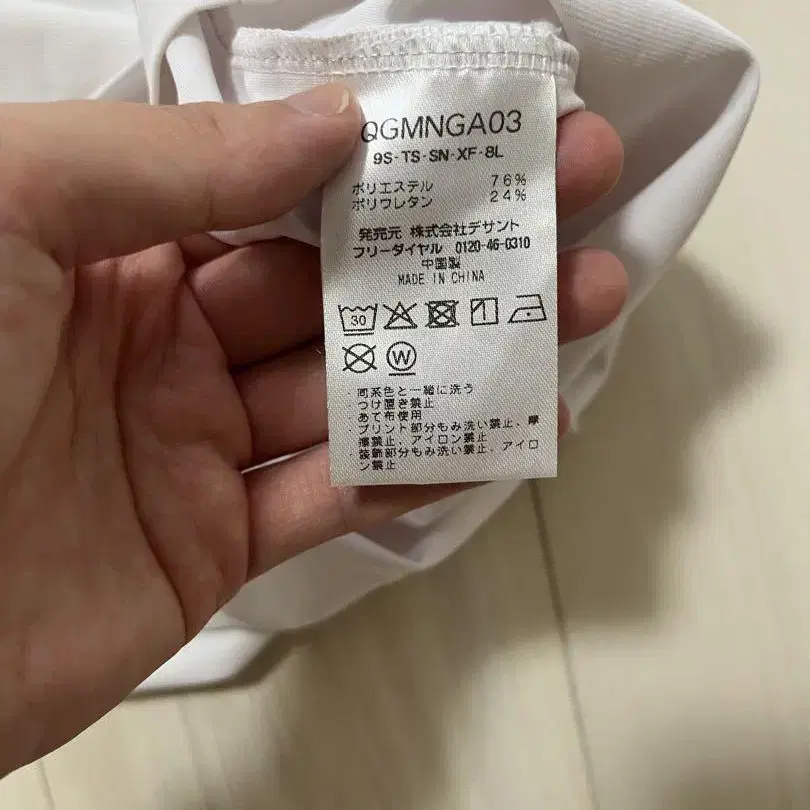 QGMNGA03
9S-TS-SN-XF-8L
ポリエステル 76%
ポリウレタン 24%
発売元 株式会社デサント
フリーダイヤル 0120-46-0310
中国製
MADE IN CHINA
30
W
・同系色と一緒に洗う
つけ置き禁止
・あて布使用
・プリント部分もみ洗い禁止、摩
擦禁止、アイロン禁止
・装飾部分もみ洗い禁止、アイロ
ン禁止